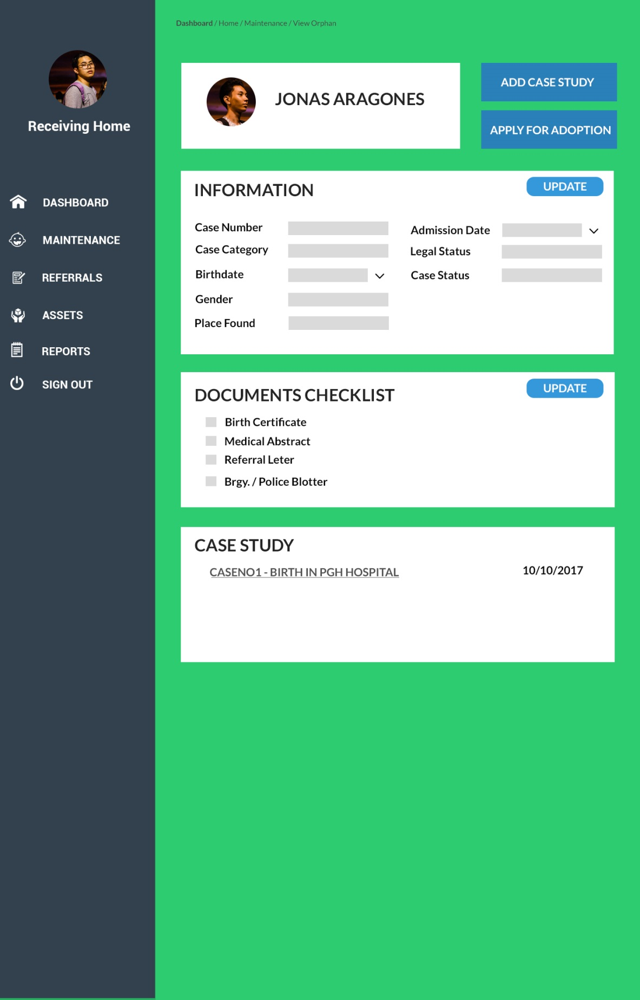 Dashboard / Home / Maintenance / View Orphan
Receiving Home
DASHBOARD
MAINTENANCE
REFERRALS
ASSETS
REPORTS
SIGN OUT
JONAS ARAGONES
ADD CASE STUDY
APPLY FOR ADOPTION
INFORMATION
UPDATE
Case Number
Case Category
Birthdate
Gender
Place Found
Admission Date
Legal Status
Case Status
DOCUMENTS CHECKLIST
UPDATE
Birth Certificate
Medical Abstract
Referral Leter
Brgy. / Police Blotter
CASE STUDY
CASENO1 - BIRTH IN PGH HOSPITAL
10/10/2017